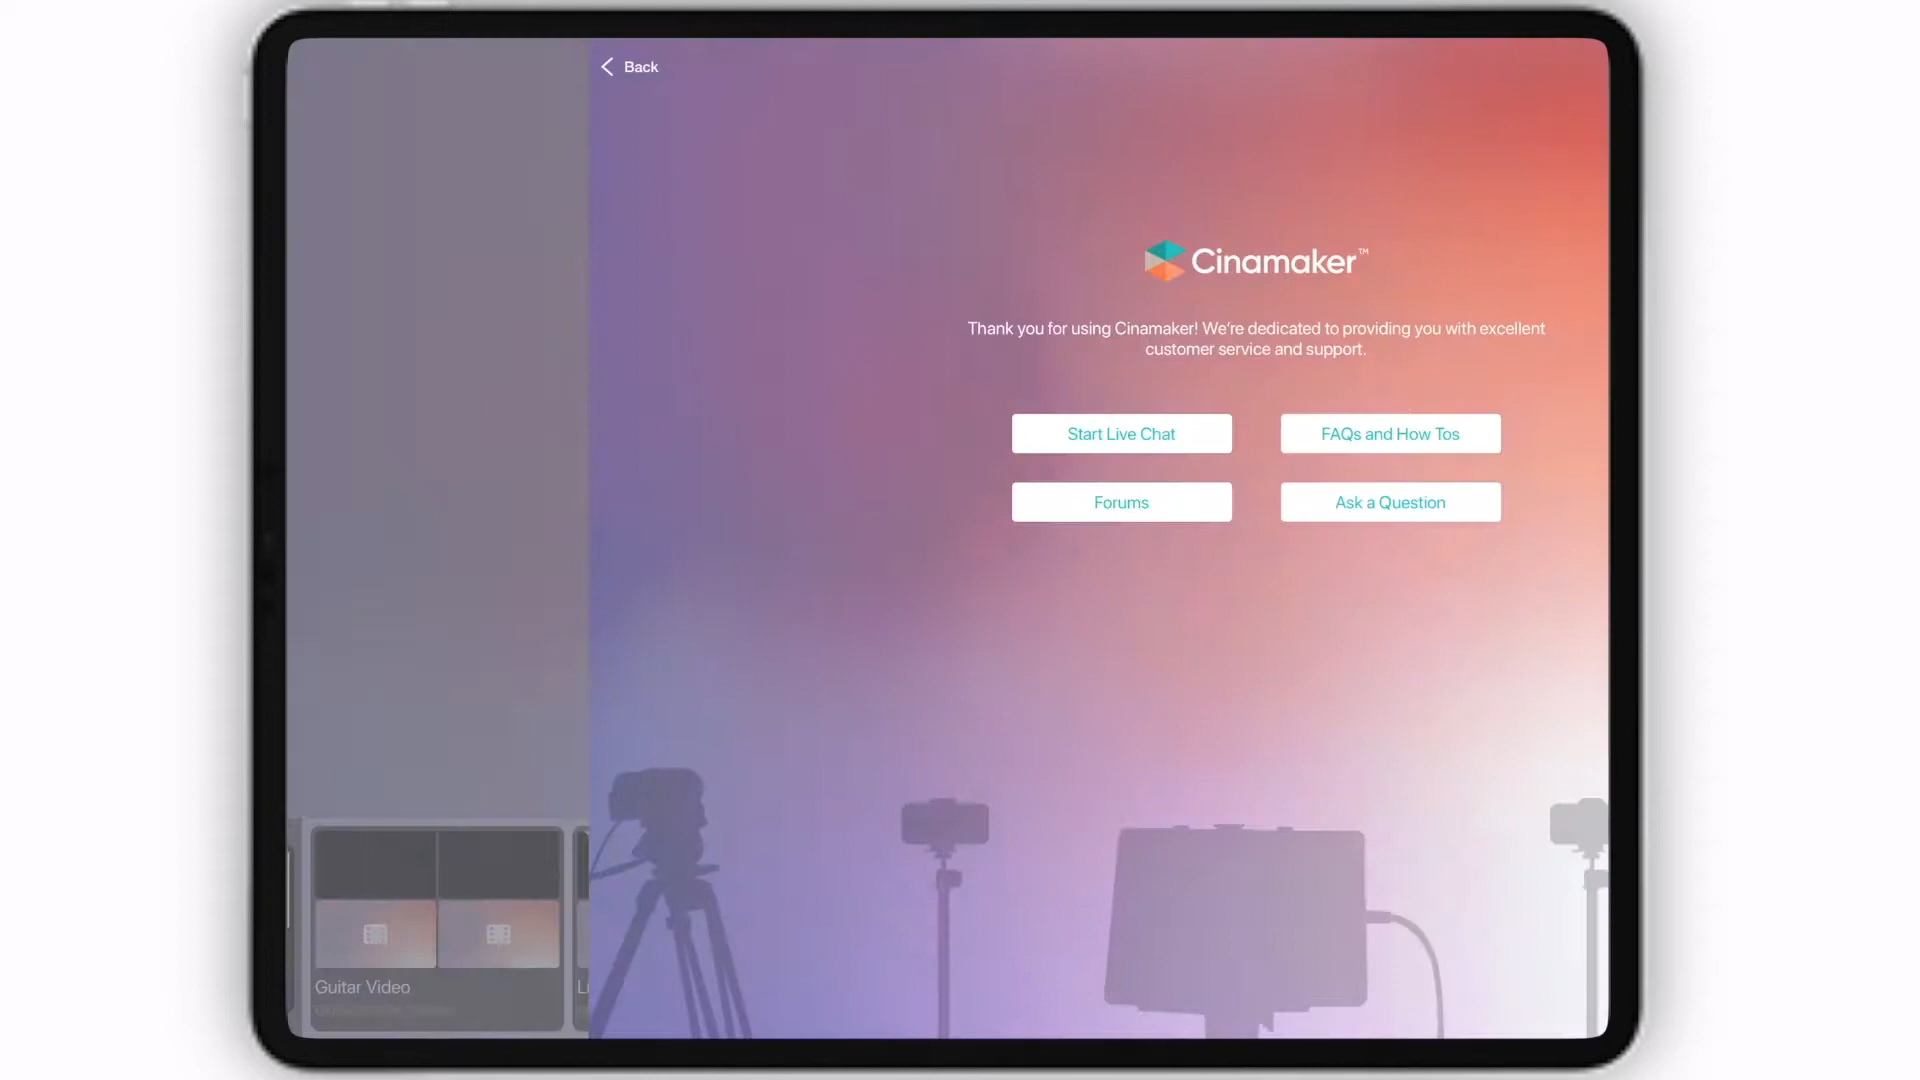 Back
Cinamaker™
Thank you for using Cinamaker! We're dedicated to providing you with excellent
customer service and support.
Start Live Chat
FAQs and How Tos
Forums
Ask a Question
Guitar Video